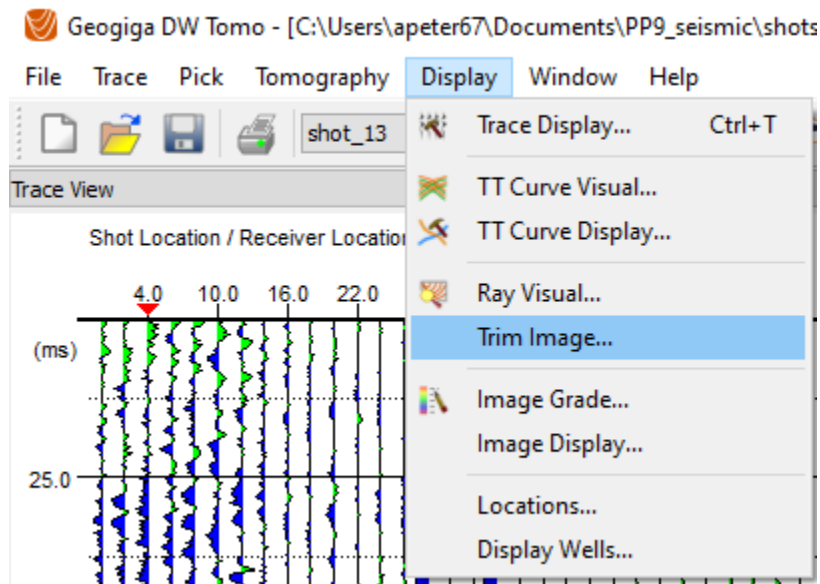 Geogiga DW Tomo - [C:\Users\apeter67\Documents\PP9_seismic\shots
File Trace Pick Tomography Display Window Help
shot_13
Trace Display... Ctrl+T
Trace View
TT Curve Visual...
Shot Location / Receiver Location
TT Curve Display...
4.0 10.0 16.0 22.0
Ray Visual...
(ms)
Trim Image...
Image Grade...
Image Display...
25.0
Locations...
Display Wells...